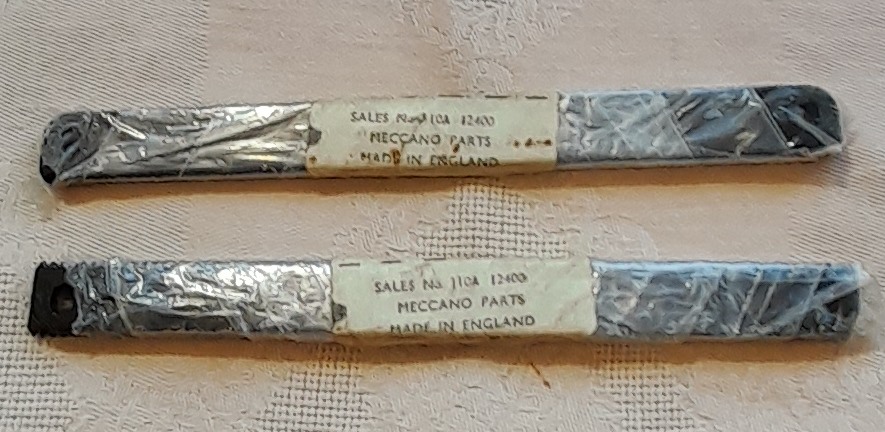 SALES No. 110A 12400
MECCANO PARTS
MADE IN ENGLAND
SALES No. 110A 12400
MECCANO PARTS
MADE IN ENGLAND